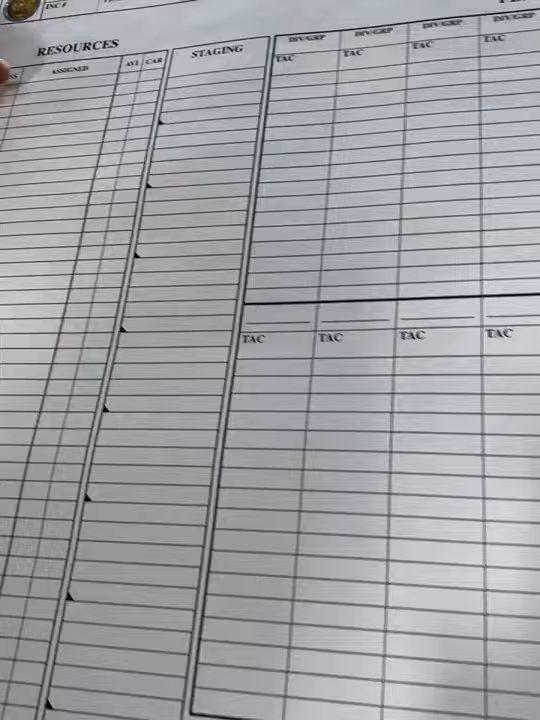 INC #
RESOURCES
ASSIGNED AVL CAR
STAGING
DIV/GRP DIV/GRP DIV/GRP DIV/GRP
TAC TAC TAC TAC
TAC TAC TAC TAC